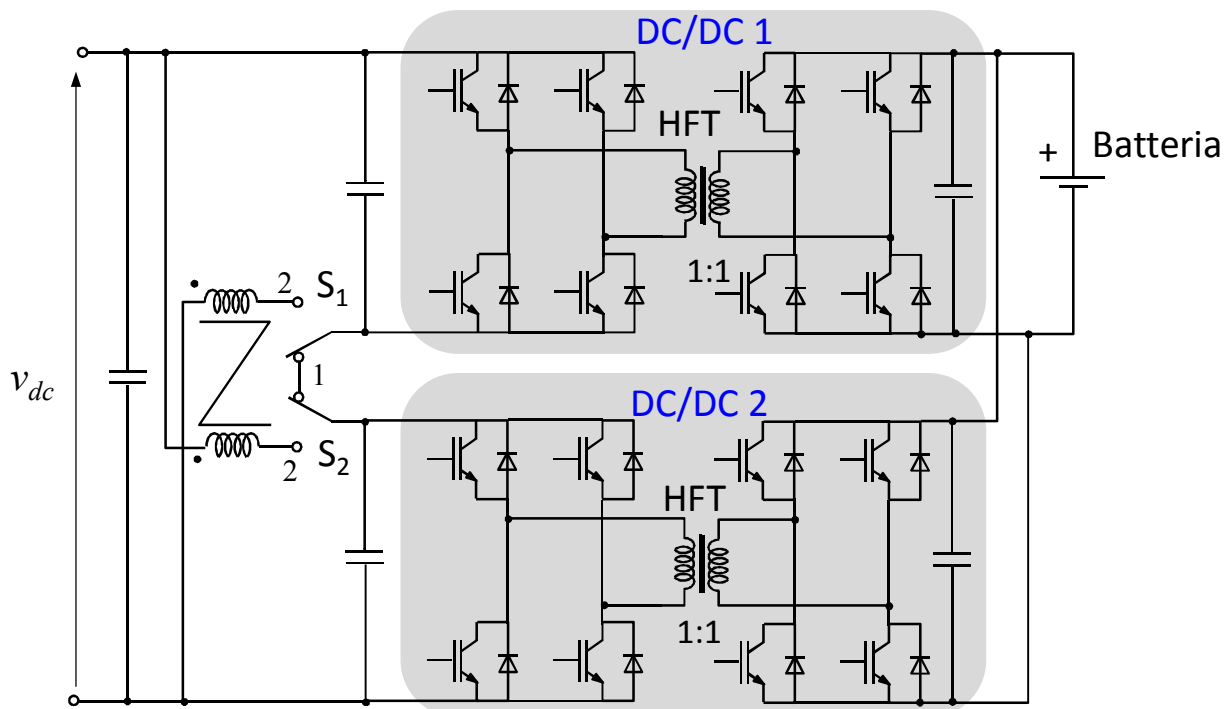 DC/DC 1
HFT
+ Batteria
1:1
2 S1
1
vdc
DC/DC 2
2 S2
HFT
1:1